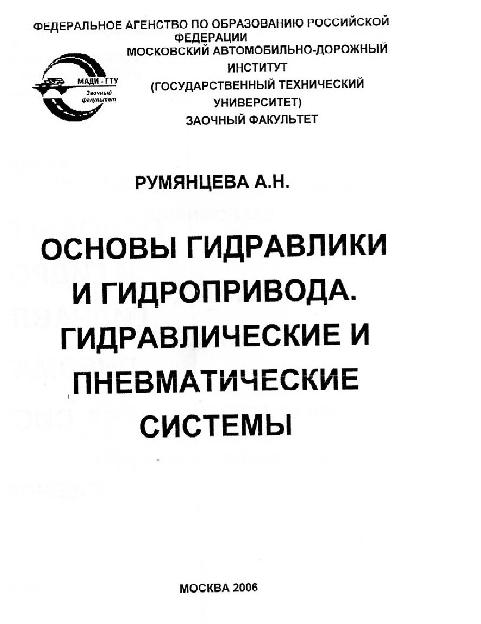 ФЕДЕРАЛЬНОЕ АГЕНСТВО ПО ОБРАЗОВАНИЮ РОССИЙСКОЙ
ФЕДЕРАЦИИ
МОСКОВСКИЙ АВТОМОБИЛЬНО-ДОРОЖНЫЙ
ИНСТИТУТ
(ГОСУДАРСТВЕННЫЙ ТЕХНИЧЕСКИЙ
УНИВЕРСИТЕТ)
ЗАОЧНЫЙ ФАКУЛЬТЕТ
МАДИ - ГТУ
Заочный
факультет
РУМЯНЦЕВА А.Н.
ОСНОВЫ ГИДРАВЛИКИ
И ГИДРОПРИВОДА.
ГИДРАВЛИЧЕСКИЕ И
ПНЕВМАТИЧЕСКИЕ
СИСТЕМЫ
МОСКВА 2006